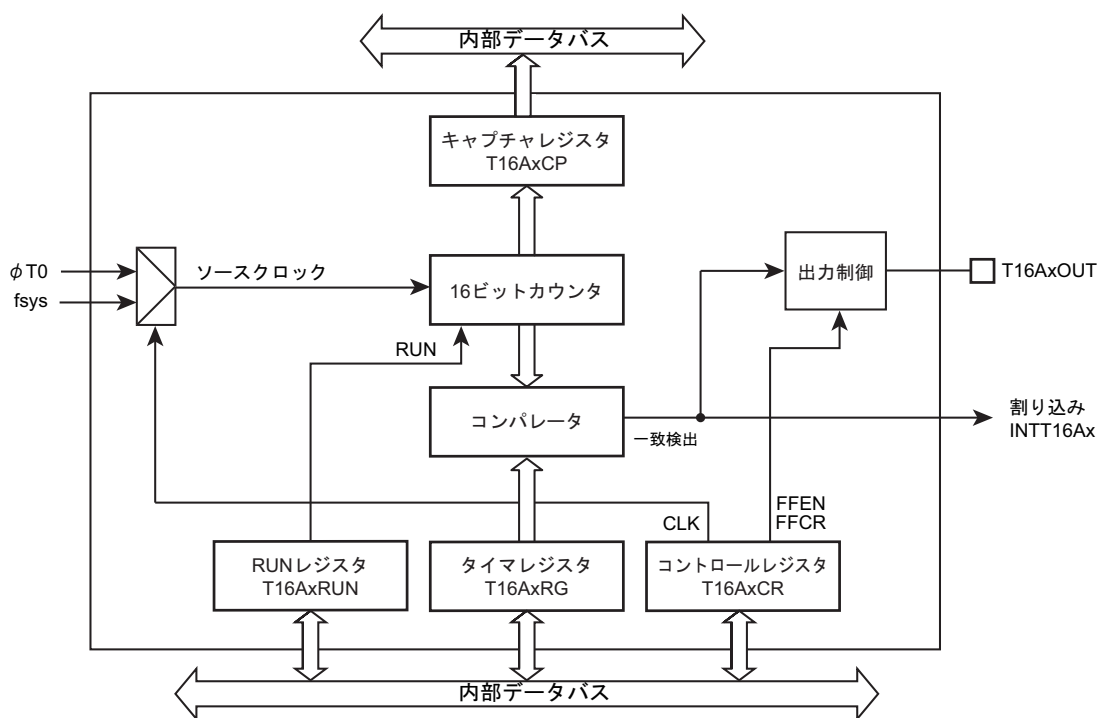 内部データバス
キャプチャレジスタ
T16AxCP
φT0
fsys
ソースクロック
16ビットカウンタ
出力制御
T16AxOUT
RUN
コンパレータ
一致検出
割り込み
INTT16Ax
CLK
FFEN
FFCR
RUNレジスタ
T16AxRUN
タイマレジスタ
T16AxRG
コントロールレジスタ
T16AxCR
内部データバス